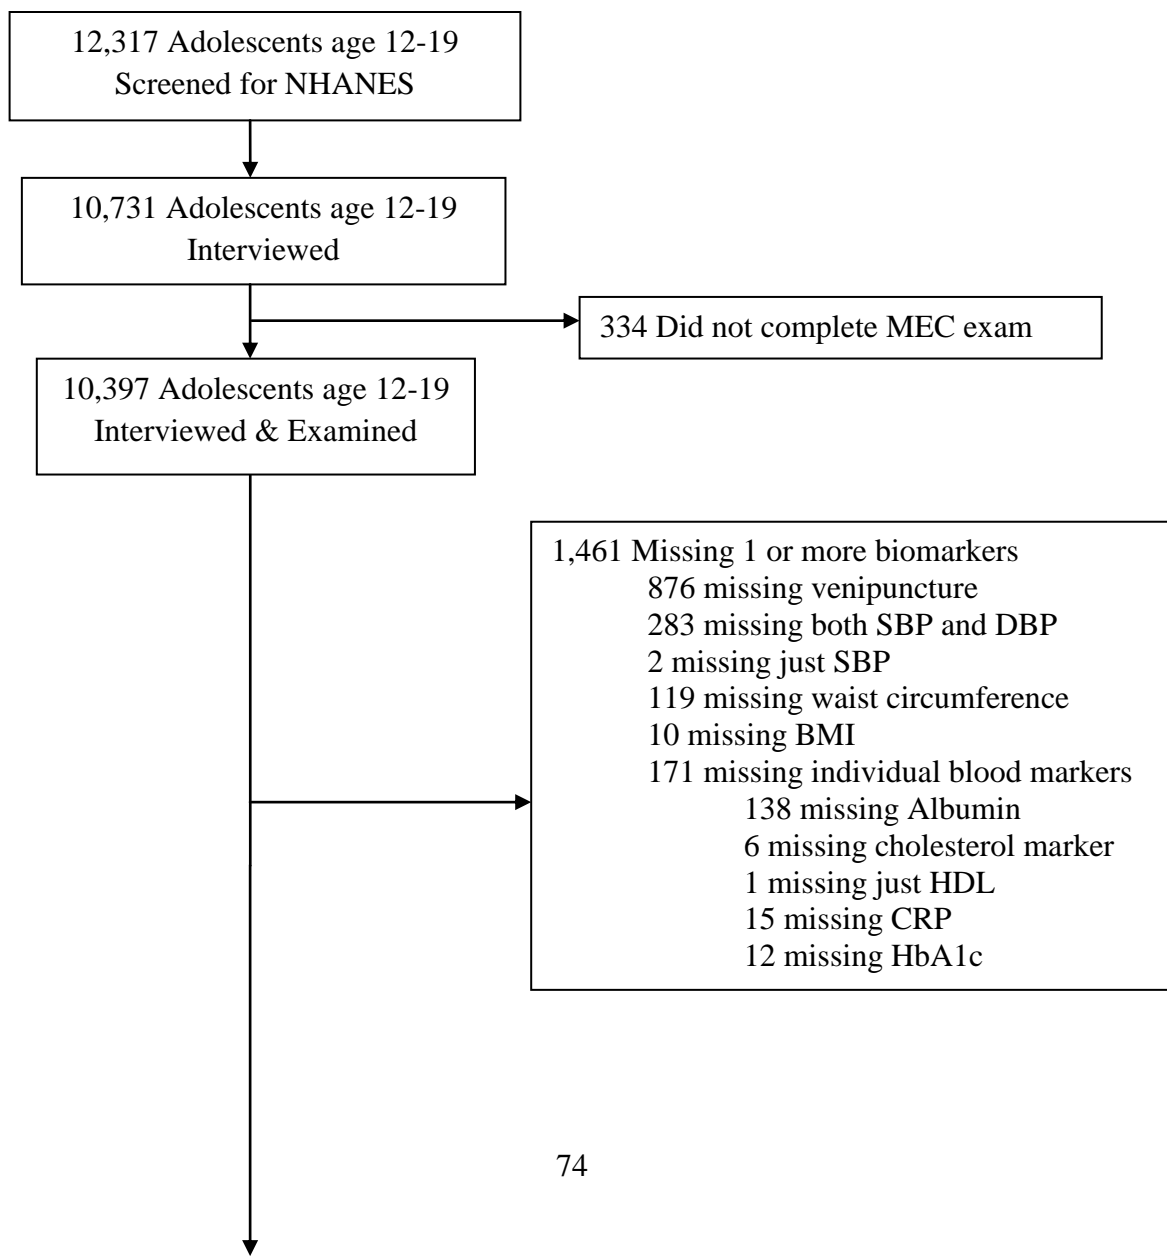 12,317 Adolescents age 12-19
Screened for NHANES
10,731 Adolescents age 12-19
Interviewed
334 Did not complete MEC exam
10,397 Adolescents age 12-19
Interviewed & Examined
1,461 Missing 1 or more biomarkers
876 missing venipuncture
283 missing both SBP and DBP
2 missing just SBP
119 missing waist circumference
10 missing BMI
171 missing individual blood markers
138 missing Albumin
6 missing cholesterol marker
1 missing just HDL
15 missing CRP
12 missing HbA1c
74